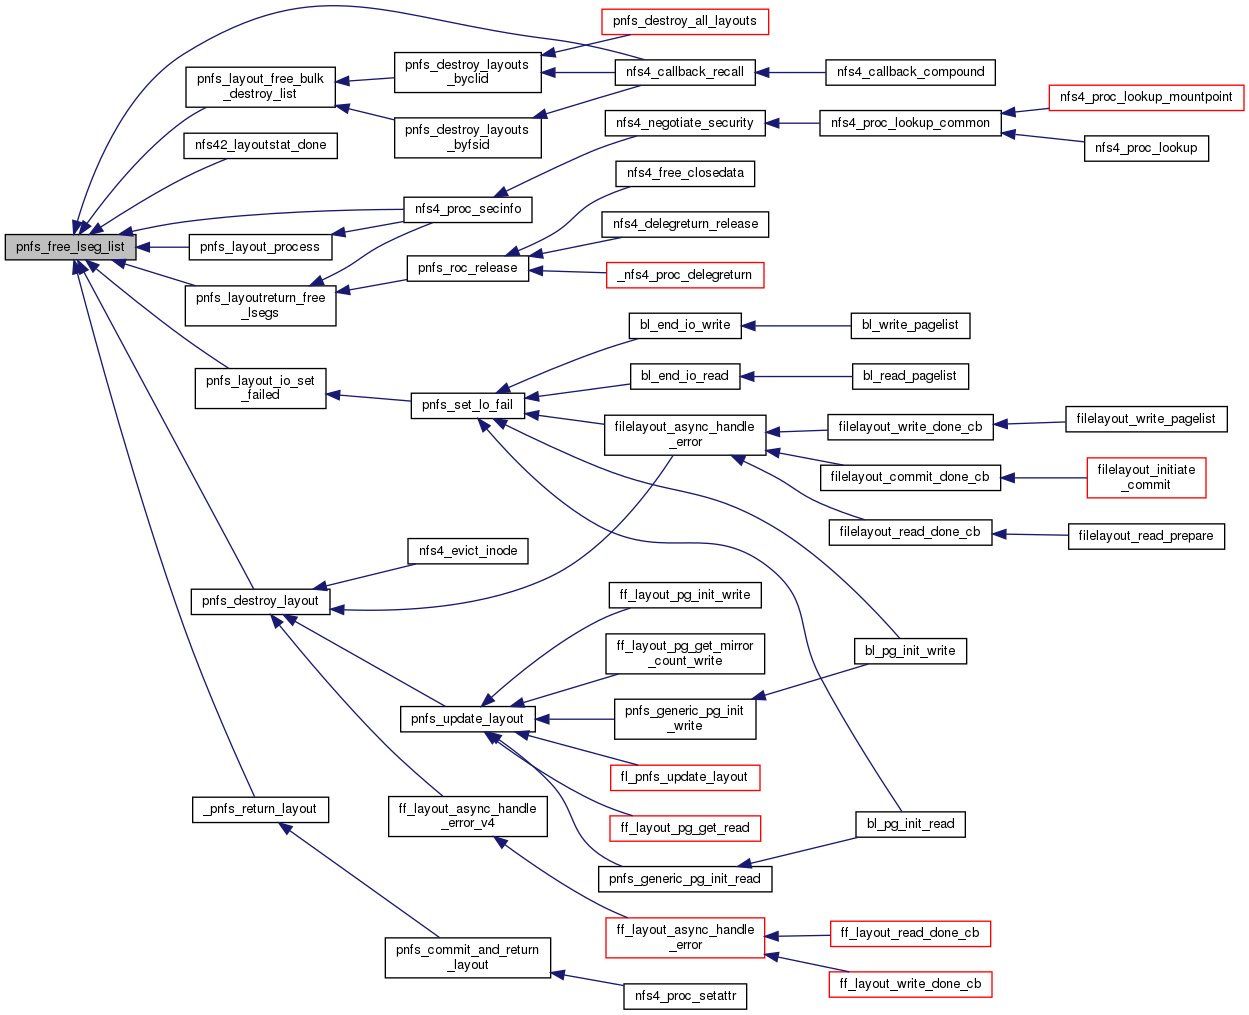 pnfs_free_lseg_list
pnfs_layout_free_bulk
_destroy_list
nfs42_layoutstat_done
pnfs_layout_process
pnfs_layoutreturn_free
_lsegs
pnfs_layout_io_set
_failed
pnfs_destroy_layout
_pnfs_return_layout
pnfs_destroy_layouts
_byclid
pnfs_destroy_layouts
_byfsid
nfs4_proc_secinfo
pnfs_roc_release
pnfs_set_lo_fail
nfs4_evict_inode
pnfs_update_layout
ff_layout_async_handle
_error_v4
pnfs_commit_and_return
_layout
pnfs_destroy_all_layouts
nfs4_callback_recall
nfs4_negotiate_security
nfs4_free_closedata
nfs4_delegreturn_release
_nfs4_proc_delegreturn
bl_end_io_write
bl_end_io_read
filelayout_async_handle
_error
ff_layout_pg_init_write
ff_layout_pg_get_mirror
_count_write
pnfs_generic_pg_init
_write
fl_pnfs_update_layout
ff_layout_pg_get_read
pnfs_generic_pg_init_read
ff_layout_async_handle
_error
nfs4_proc_setattr
nfs4_callback_compound
nfs4_proc_lookup_common
bl_write_pagelist
bl_read_pagelist
filelayout_write_done_cb
filelayout_commit_done_cb
filelayout_read_done_cb
bl_pg_init_write
bl_pg_init_read
ff_layout_read_done_cb
ff_layout_write_done_cb
nfs4_proc_lookup_mountpoint
nfs4_proc_lookup
filelayout_write_pagelist
filelayout_initiate
_commit
filelayout_read_prepare